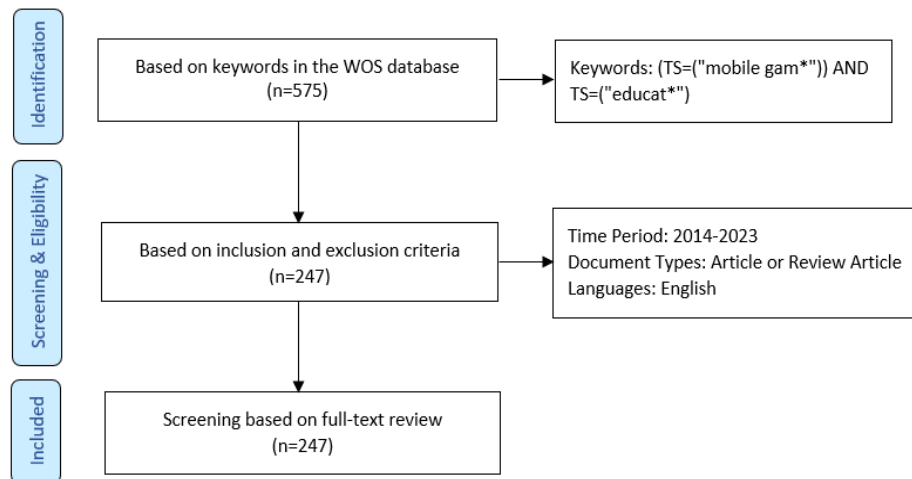 Identification
Based on keywords in the WOS database
(n=575)
Keywords: (TS=("mobile gam*")) AND
TS=("educat*")
Screening & Eligibility
Based on inclusion and exclusion criteria
(n=247)
Time Period: 2014-2023
Document Types: Article or Review Article
Languages: English
Included
Screening based on full-text review
(n=247)